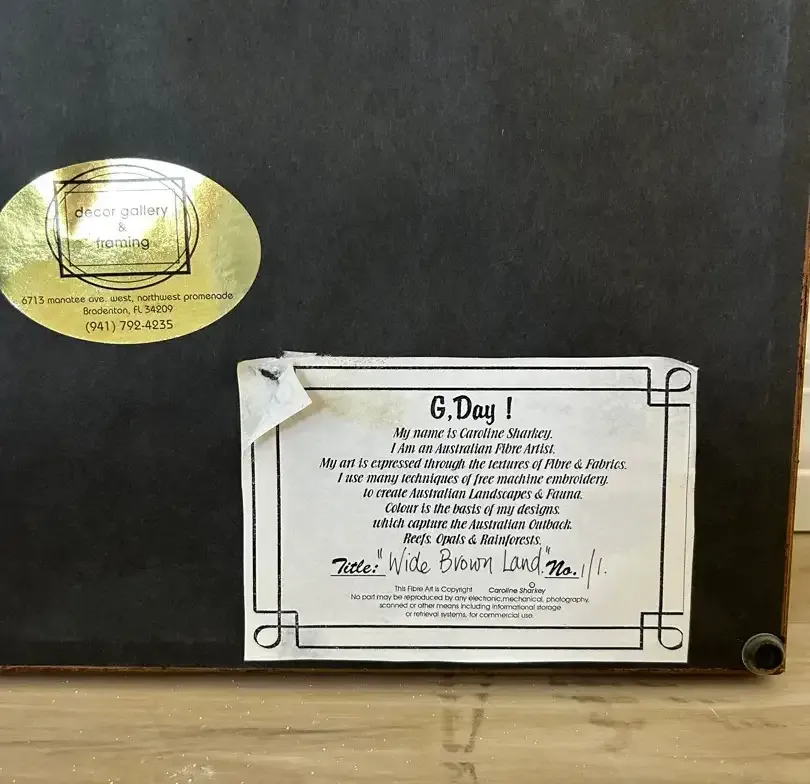 decor gallery
&
framing
6713 manatee ave. west, northwest promenade
Bradenton, FL 34209
(941) 792-4235
G,Day !
My name is Caroline Sharkey.
I Am an Australian Fibre Artist.
My art is expressed through the textures of Fibre & Fabrics.
I use many techniques of free machine embroidery.
to create Australian Landscapes & Fauna.
Colour is the basis of my designs.
which capture the Australian Outback.
Reefs. Opals & Rainforests.
Title: "Wide Brown Land." No. 1/1.
This Fibre Art is Copyright © Caroline Sharkey
No part may be reproduced by any electronic,mechanical, photography,
scanned or other means including informational storage
or retrieval systems, for commercial use.